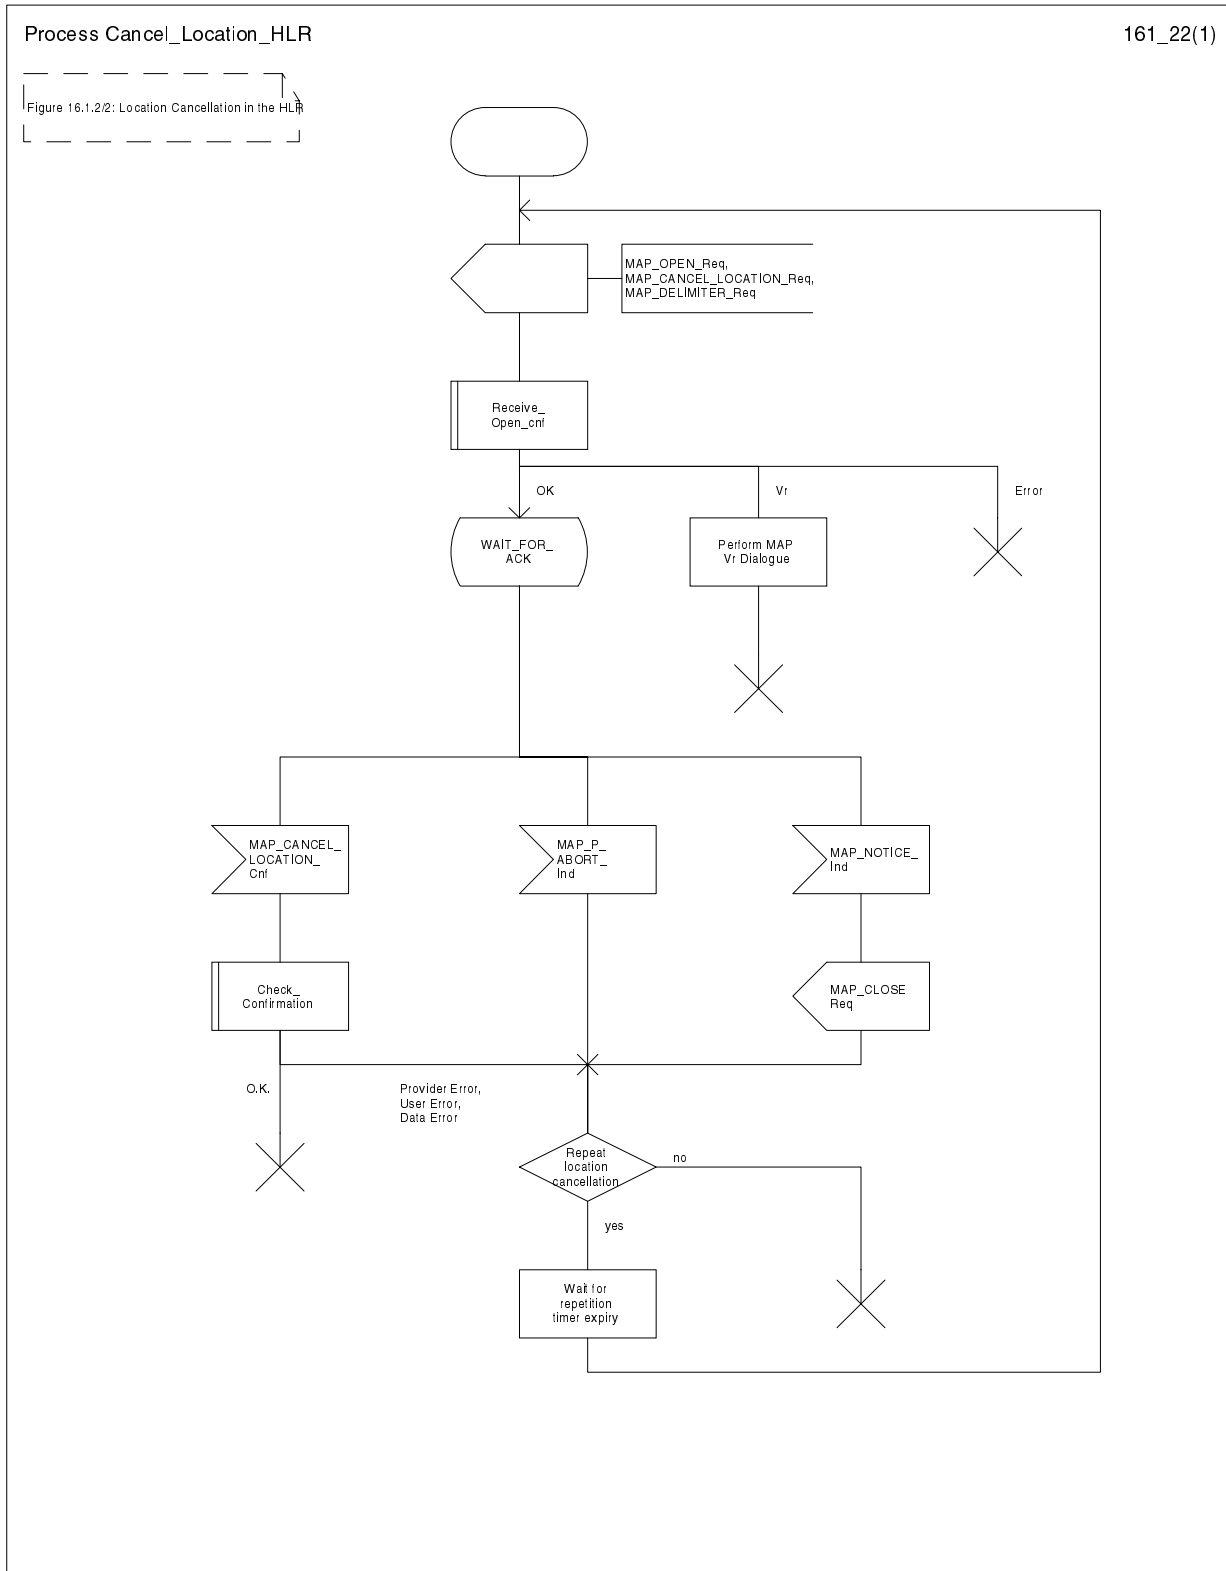 Process Cancel_Location_HLR
161_22(1)
Figure 16.1.2/2: Location Cancellation in the HLR
MAP_OPEN_Req,
MAP_CANCEL_LOCATION_Req,
MAP_DELIMITER_Req
Receive_
Open_cnf
OK
Vr
Error
WAIT_FOR_
ACK
Perform MAP
Vr Dialogue
MAP_CANCEL_
LOCATION_
Cnf
MAP_P_
ABORT_
Ind
MAP_NOTICE_
Ind
Check_
Confirmation
MAP_CLOSE
Req
O.K.
Provider Error,
User Error,
Data Error
Repeat
location
cancellation
no
yes
Wait for
repetition
timer expiry